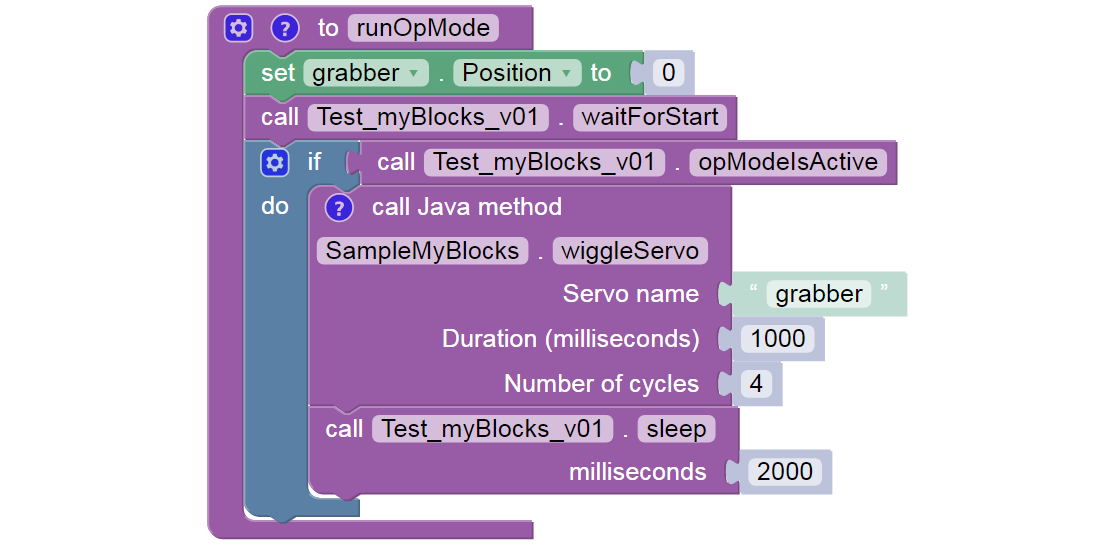 ? to runOpMode
set grabber . Position to 0
call Test_myBlocks_v01 . waitForStart
if call Test_myBlocks_v01 . opModeIsActive
do ? call Java method
SampleMyBlocks . wiggleServo
Servo name “ grabber ”
Duration (milliseconds) 1000
Number of cycles 4
call Test_myBlocks_v01 . sleep
milliseconds 2000